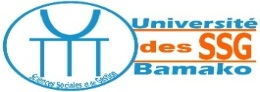 Université
des SSG
Bamako
Sciences Sociales et de Gestion